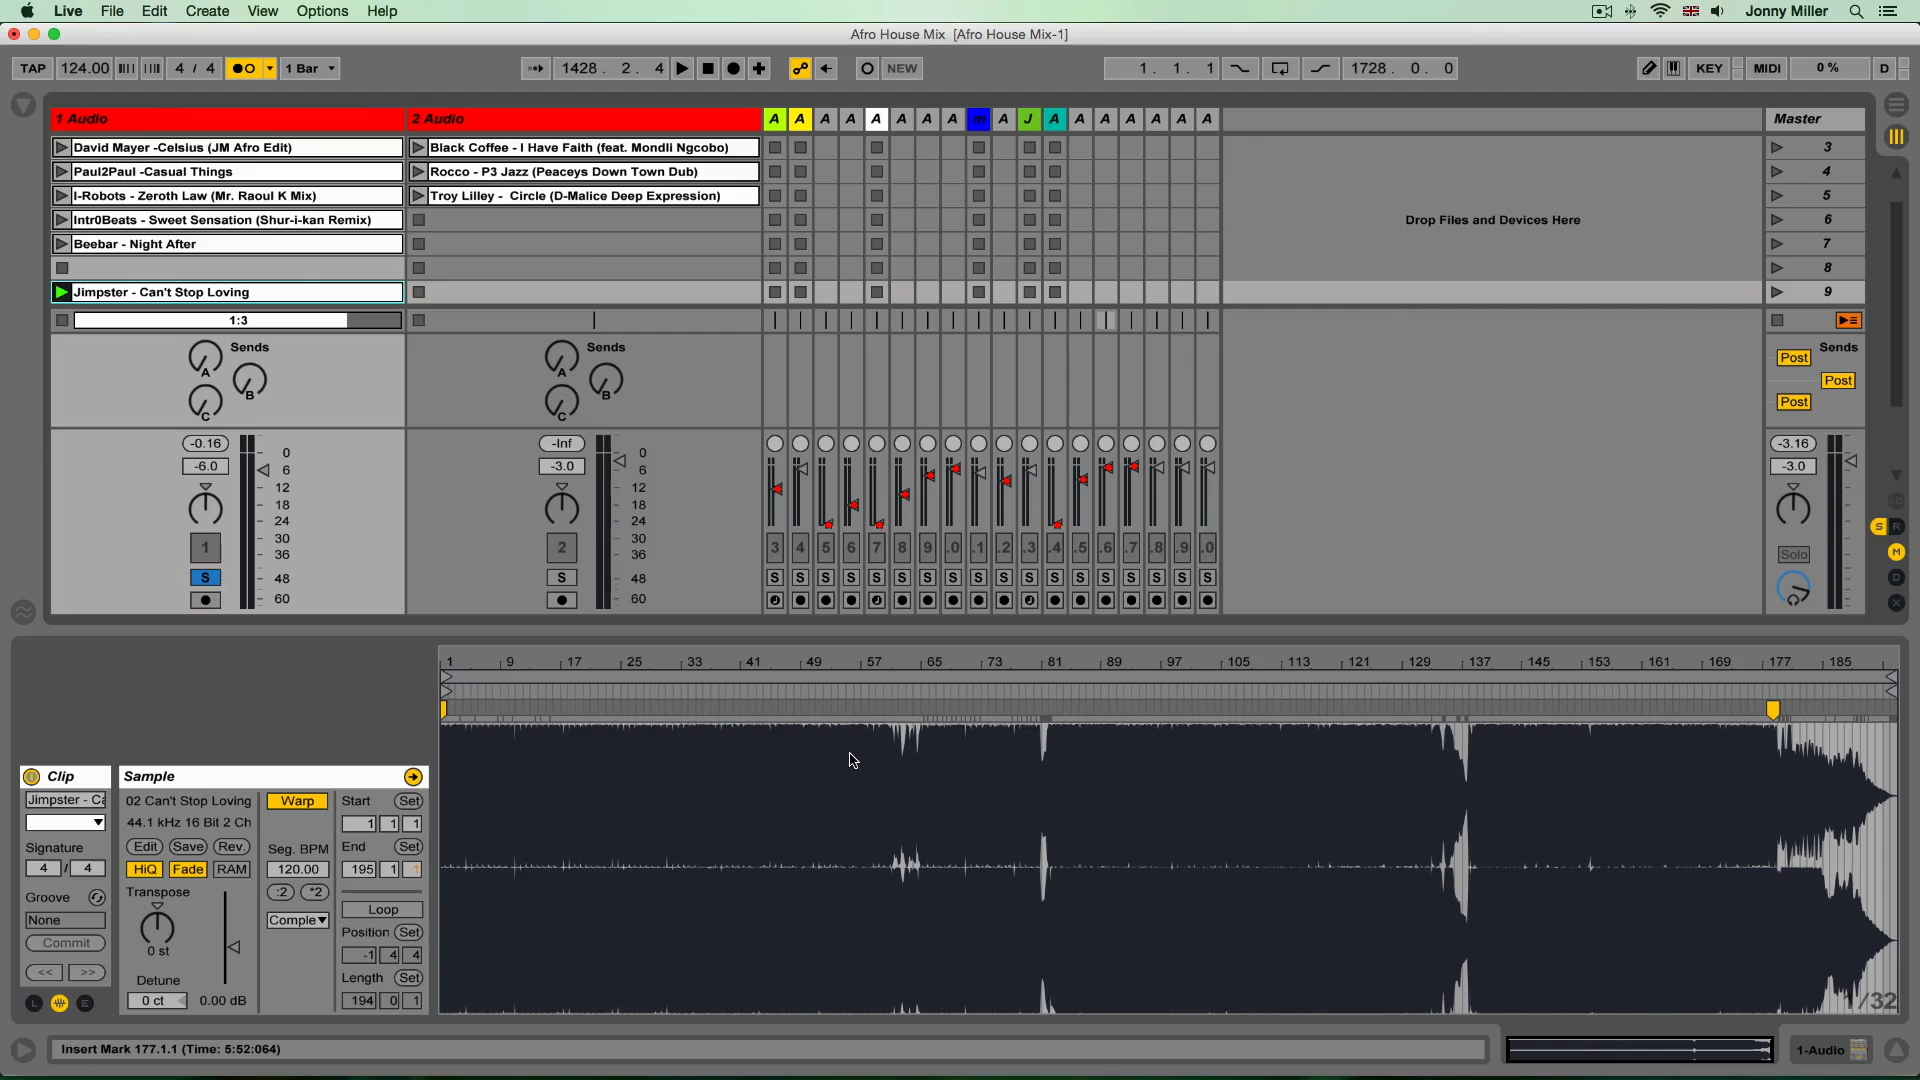 Live File Edit Create View Options Help Jonny Miller
Afro House Mix [Afro House Mix-1]
TAP 124.00 4 / 4 1 Bar 1428. 2. 4 NEW 1. 1. 1 1728. 0. 0 KEY MIDI 0 % D
1 Audio 2 Audio A A A A A A A A m A J A A A A A A A Master
David Mayer -Celsius (JM Afro Edit) Black Coffee - I Have Faith (feat. Mondli Ngcobo) 3
Paul2Paul -Casual Things Rocco - P3 Jazz (Peaceys Down Town Dub) 4
I-Robots - Zeroth Law (Mr. Raoul K Mix) Troy Lilley - Circle (D-Malice Deep Expression) 5
Intr0Beats - Sweet Sensation (Shur-i-kan Remix) Drop Files and Devices Here 6
Beebar - Night After 7
8
Jimpster - Can't Stop Loving 9
1:3
Sends Sends Sends
A A Post
B B Post
C C Post
-0.16 -Inf -3.16
-6.0 -3.0 -3.0
0 0
6 6
12 12
18 18
24 24
30 30
36 36
48 48
60 60
1 2 3 4 5 6 7 8 9 .0 .1 .2 .3 .4 .5 .6 .7 .8 .9 .0 Solo
S S S S S S S S S S S S S S S S S S S S
S R
M
D
X
1 9 17 25 33 41 49 57 65 73 81 89 97 105 113 121 129 137 145 153 161 169 177 185
Clip Sample
Jimpster - Ca 02 Can't Stop Loving Warp Start Set
44.1 kHz 16 Bit 2 Ch 1 1 1
Signature Edit Save Rev. Seg. BPM End Set
4 / 4 HiQ Fade RAM 120.00 195 1 1
Groove Transpose :2 *2
None 0 st Comple Loop
Commit Position Set
-1 4 4
<< >> Detune Length Set
L E 0 ct 0.00 dB 194 0 1
/32
Insert Mark 177.1.1 (Time: 5:52:064) 1-Audio